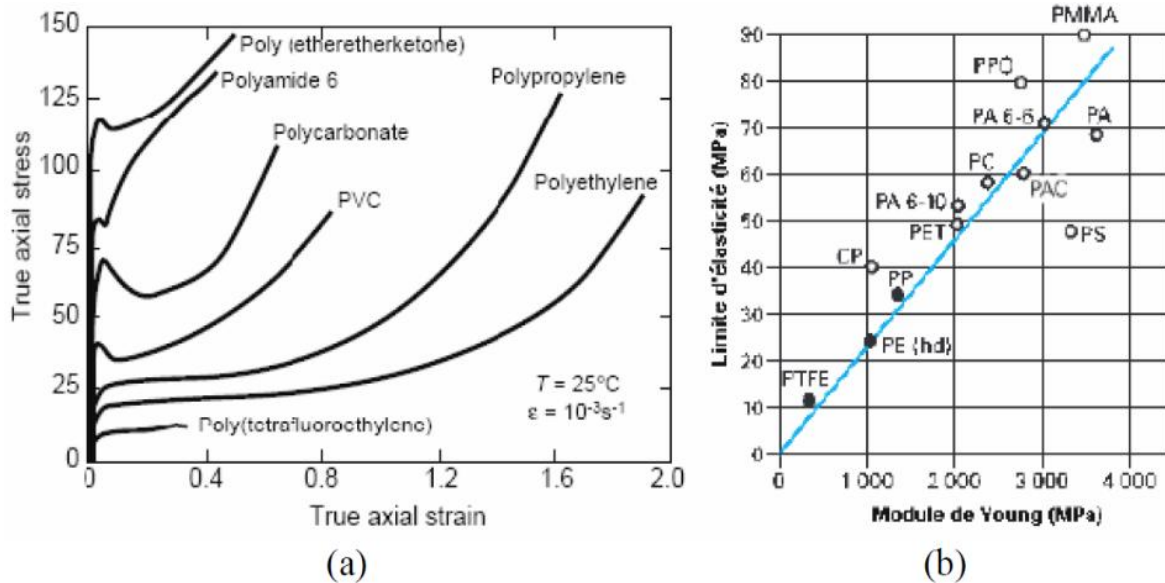 150
125
100
75
50
25
0
True axial stress
Poly (etheretherketone)
Polyamide 6
Polycarbonate
PVC
Polypropylene
Polyethylene
Poly(tetrafluoroethylene)
T = 25°C
ε = 10⁻³s⁻¹
0
0.4
0.8
1.2
1.6
2.0
True axial strain
(a)
PMMA
90
80
70
60
50
40
30
20
10
0
Limite d'élasticité (MPa)
PPO
PA 6-6
PA
PC
PAC
PA 6-10
PET
PS
CP
PP
PE (hd)
PTFE
0
1 000
2 000
3 000
4 000
Module de Young (MPa)
(b)